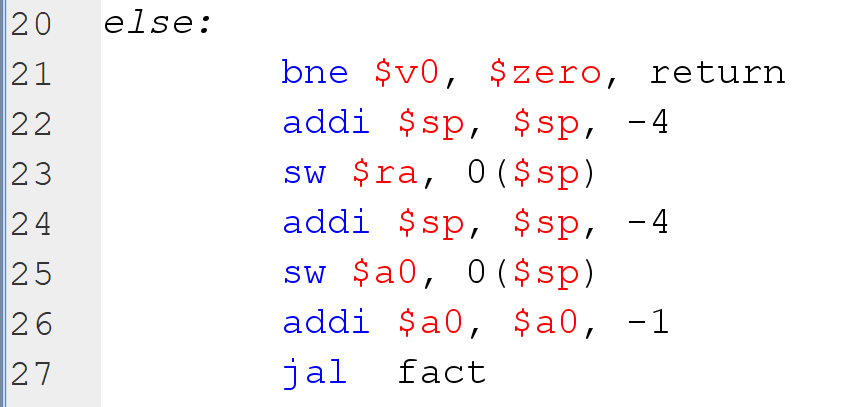 20 else:
21 bne $v0, $zero, return
22 addi $sp, $sp, -4
23 sw $ra, 0($sp)
24 addi $sp, $sp, -4
25 sw $a0, 0($sp)
26 addi $a0, $a0, -1
27 jal fact